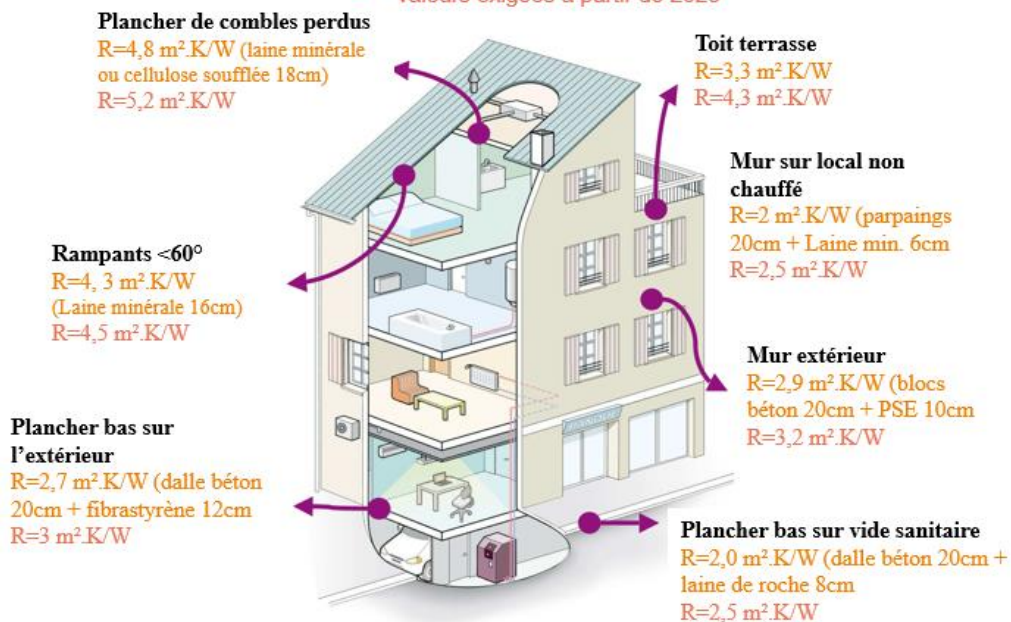 Plancher de combles perdus
R=4,8 m².K/W (laine minérale
ou cellulose soufflée 18cm)
R=5,2 m².K/W
Toit terrasse
R=3,3 m².K/W
R=4,3 m².K/W
Mur sur local non
chauffé
R=2 m².K/W (parpaings
20cm + Laine min. 6cm
R=2,5 m².K/W
Rampants <60°
R=4, 3 m².K/W
(Laine minérale 16cm)
R=4,5 m².K/W
Mur extérieur
R=2,9 m².K/W (blocs
béton 20cm + PSE 10cm
R=3,2 m².K/W
Plancher bas sur
l’extérieur
R=2,7 m².K/W (dalle béton
20cm + fibrastyrène 12cm
R=3 m².K/W
Plancher bas sur vide sanitaire
R=2,0 m².K/W (dalle béton 20cm +
laine de roche 8cm
R=2,5 m².K/W